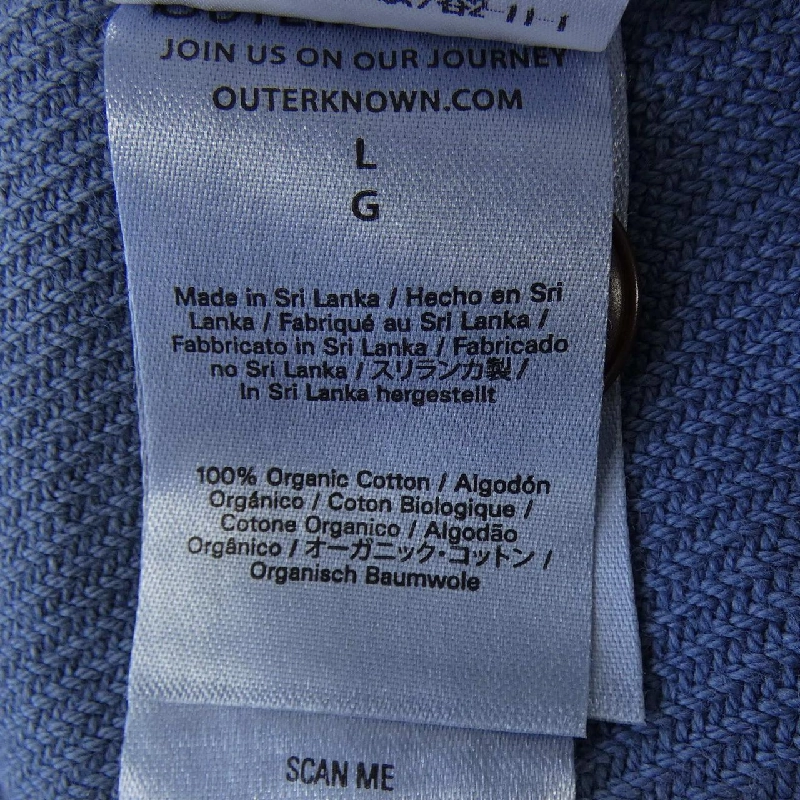 JOIN US ON OUR JOURNEY
OUTERKNOWN.COM
L
G
Made in Sri Lanka / Hecho en Sri
Lanka / Fabriqué au Sri Lanka /
Fabbricato in Sri Lanka / Fabricado
no Sri Lanka / スリランカ製 /
In Sri Lanka hergestellt
100% Organic Cotton / Algodón
Orgánico / Coton Biologique /
Cotone Organico / Algodão
Orgânico / オーガニック・コットン /
Organisch Baumwole
SCAN ME